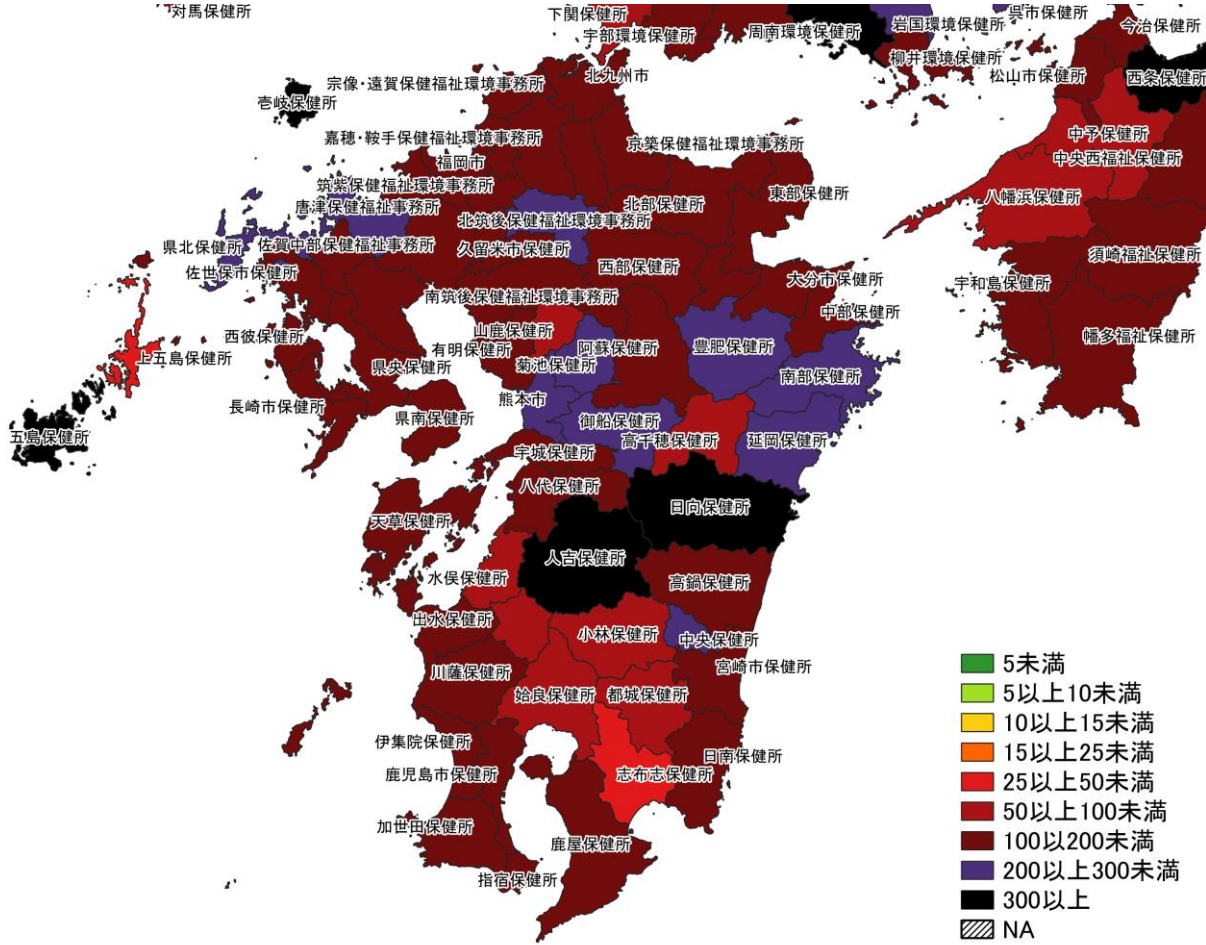 対馬保健所
下関保健所
宇部環境保健所
周南環境保健所
岩国環境保健所
呉市保健所
今治保健所
柳井環境保健所
松山市保健所
西条保健所
北九州市
宗像・遠賀保健福祉環境事務所
壱岐保健所
嘉穂・鞍手保健福祉環境事務所
京築保健福祉環境事務所
中予保健所
中央西福祉保健所
福岡市
筑紫保健福祉環境事務所
東部保健所
八幡浜保健所
唐津保健福祉事務所
北部保健所
北筑後保健福祉環境事務所
県北保健所
佐賀中部保健福祉事務所
久留米市保健所
須崎福祉保健所
佐世保市保健所
西部保健所
大分市保健所
宇和島保健所
南筑後保健福祉環境事務所
中部保健所
西彼保健所
山鹿保健所
幡多福祉保健所
有明保健所
阿蘇保健所
豊肥保健所
上五島保健所
菊池保健所
県央保健所
南部保健所
熊本市
長崎市保健所
県南保健所
御船保健所
高千穂保健所
延岡保健所
五島保健所
宇城保健所
八代保健所
日向保健所
天草保健所
人吉保健所
水俣保健所
高鍋保健所
出水保健所
小林保健所
中央保健所
宮崎市保健所
川薩保健所
姶良保健所
都城保健所
伊集院保健所
日南保健所
鹿児島市保健所
志布志保健所
加世田保健所
鹿屋保健所
指宿保健所
5未満
5以上10未満
10以上15未満
15以上25未満
25以上50未満
50以上100未満
100以200未満
200以上300未満
300以上
NA